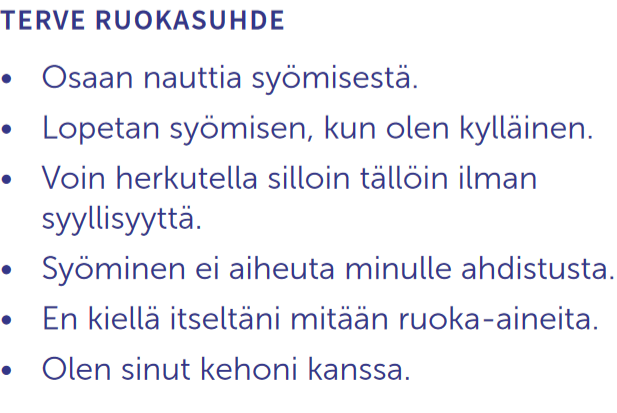 TERVE RUOKASUHDE
• Osaan nauttia syömisestä.
• Lopetan syömisen, kun olen kylläinen.
• Voin herkutella silloin tällöin ilman
syyllisyyttä.
• Syöminen ei aiheuta minulle ahdistusta.
• En kiellä itseltäni mitään ruoka-aineita.
• Olen sinut kehoni kanssa.